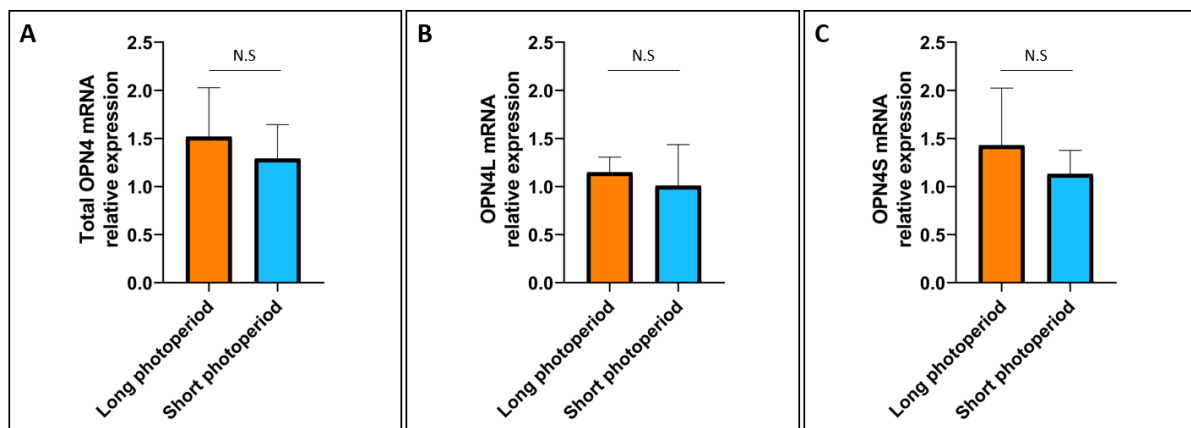 A
Total OPN4 mRNA
relative expression
2.5
2.0
1.5
1.0
0.5
0.0
N.S
Long photoperiod
Short photoperiod
B
OPN4L mRNA
relative expression
2.5
2.0
1.5
1.0
0.5
0.0
N.S
Long photoperiod
Short photoperiod
C
OPN4S mRNA
relative expression
2.5
2.0
1.5
1.0
0.5
0.0
N.S
Long photoperiod
Short photoperiod